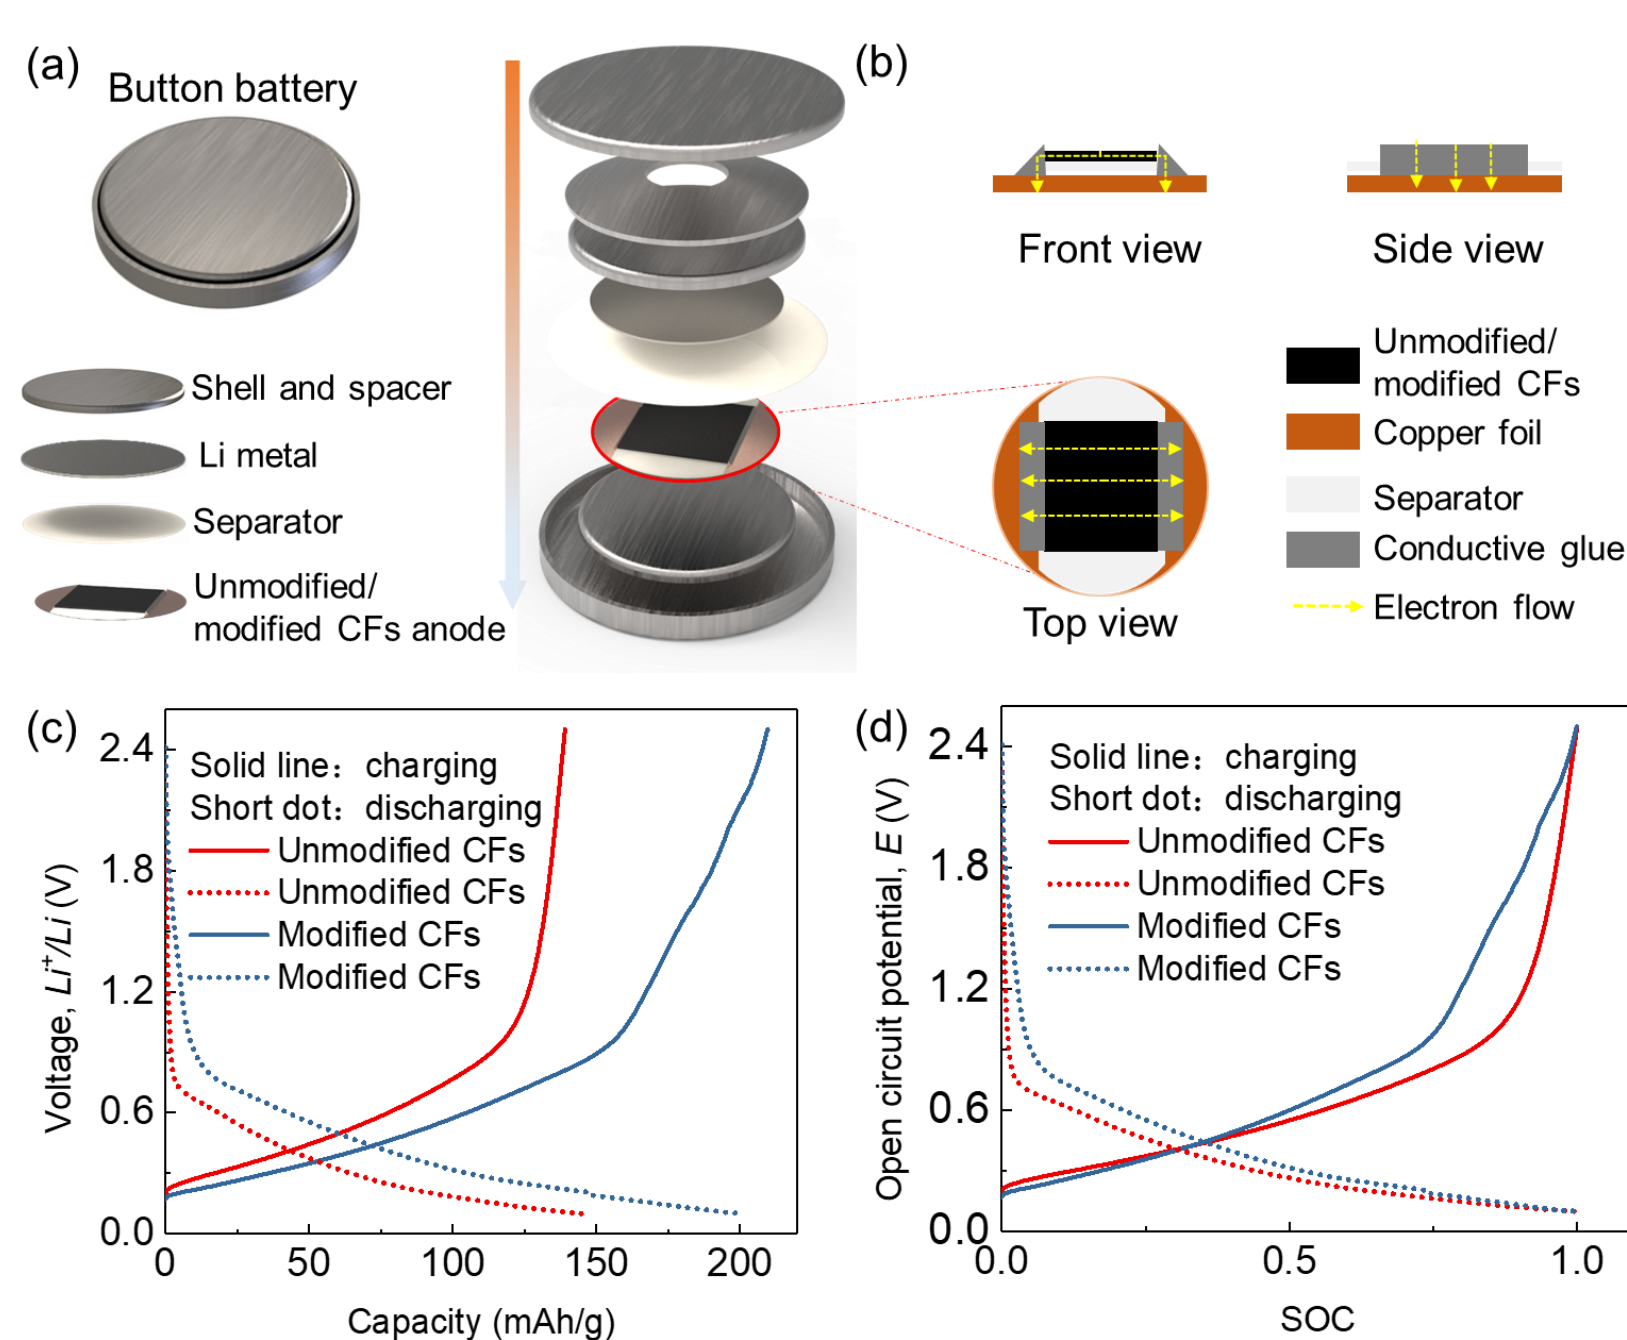 (a)
Button battery
Shell and spacer
Li metal
Separator
Unmodified/
modified CFs anode
(b)
Front view
Side view
Top view
Unmodified/
modified CFs
Copper foil
Separator
Conductive glue
Electron flow
(c)
Voltage, Li⁺/Li (V)
2.4
1.8
1.2
0.6
0.0
Solid line：charging
Short dot：discharging
Unmodified CFs
Unmodified CFs
Modified CFs
Modified CFs
0 50 100 150 200
Capacity (mAh/g)
(d)
Open circuit potential, E (V)
2.4
1.8
1.2
0.6
0.0
Solid line：charging
Short dot：discharging
Unmodified CFs
Unmodified CFs
Modified CFs
Modified CFs
0.0 0.5 1.0
SOC